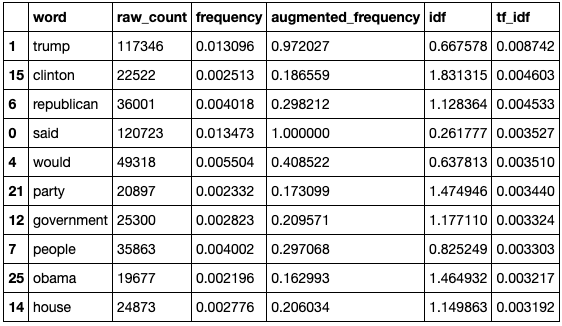 word raw_count frequency augmented_frequency idf tf_idf
1 trump 117346 0.013096 0.972027 0.667578 0.008742
15 clinton 22522 0.002513 0.186559 1.831315 0.004603
6 republican 36001 0.004018 0.298212 1.128364 0.004533
0 said 120723 0.013473 1.000000 0.261777 0.003527
4 would 49318 0.005504 0.408522 0.637813 0.003510
21 party 20897 0.002332 0.173099 1.474946 0.003440
12 government 25300 0.002823 0.209571 1.177110 0.003324
7 people 35863 0.004002 0.297068 0.825249 0.003303
25 obama 19677 0.002196 0.162993 1.464932 0.003217
14 house 24873 0.002776 0.206034 1.149863 0.003192